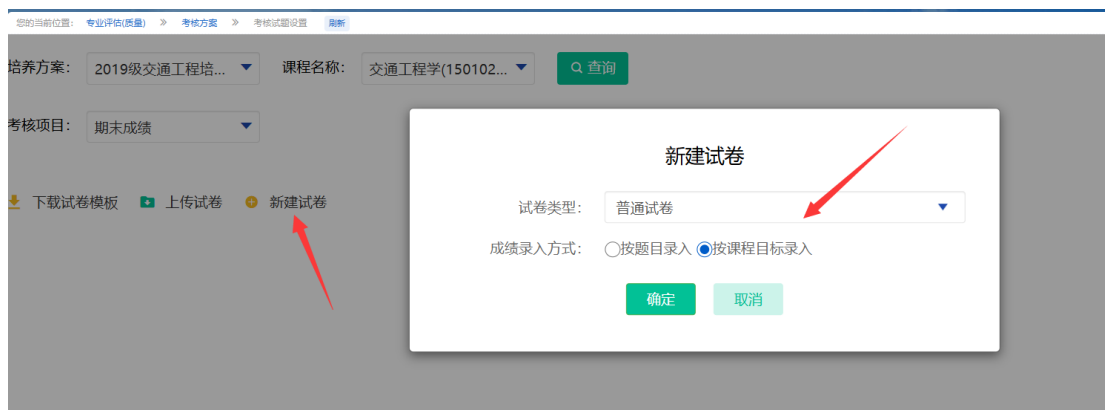 您的当前位置： 专业评估(质量) » 考核方案 » 考核试题设置 刷新
培养方案： 2019级交通工程培... 课程名称： 交通工程学(150102... 查询
考核项目： 期末成绩
下载试卷模板 上传试卷 新建试卷
新建试卷
试卷类型： 普通试卷
成绩录入方式： 按题目录入 按课程目标录入
确定 取消